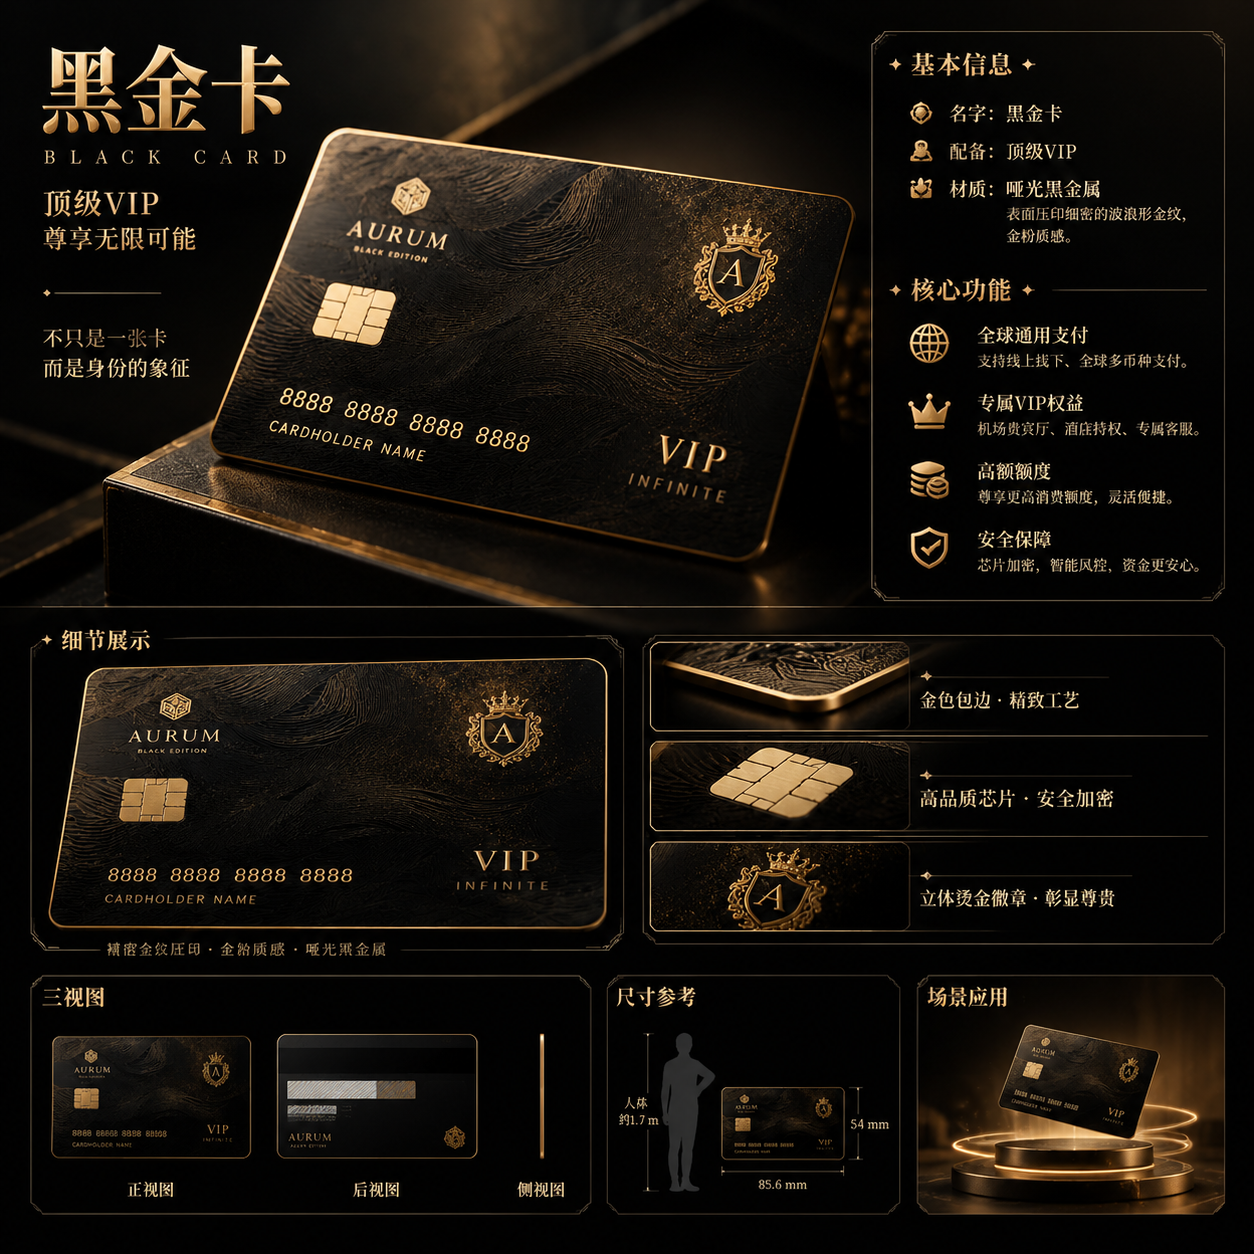 黑金卡
BLACK CARD
顶级VIP
尊享无限可能
不只是一张卡
而是身份的象征
AURUM
BLACK EDITION
A
8888 8888 8888 8888
CARDHOLDER NAME
VIP
INFINITE
基本信息
名字：黑金卡
配备：顶级VIP
材质：哑光黑金属
表面压印细密的波浪形金纹，
金粉质感。
核心功能
全球通用支付
支持线上找下、全球多币种支付。
专属VIP权益
机场贵宾厅、酒店持权、专属客服。
高额额度
尊享更高消费额度，灵活便捷。
安全保障
芯片加密，智能风控，资金更安心。
细节展示
AURUM
BLACK EDITION
A
8888 8888 8888 8888
CARDHOLDER NAME
VIP
INFINITE
金色包边 · 精致工艺
高品质芯片 · 安全加密
A
立体烫金徽章 · 彰显尊贵
三视图
AURUM
A
8888 8888 8888 8888
CARDHOLDER NAME
VIP
INFINITE
AURUM
正视图
后视图
侧视图
尺寸参考
人体
约1.7 m
AURUM
A
VIP
54 mm
85.6 mm
场景应用
AURUM
A
VIP